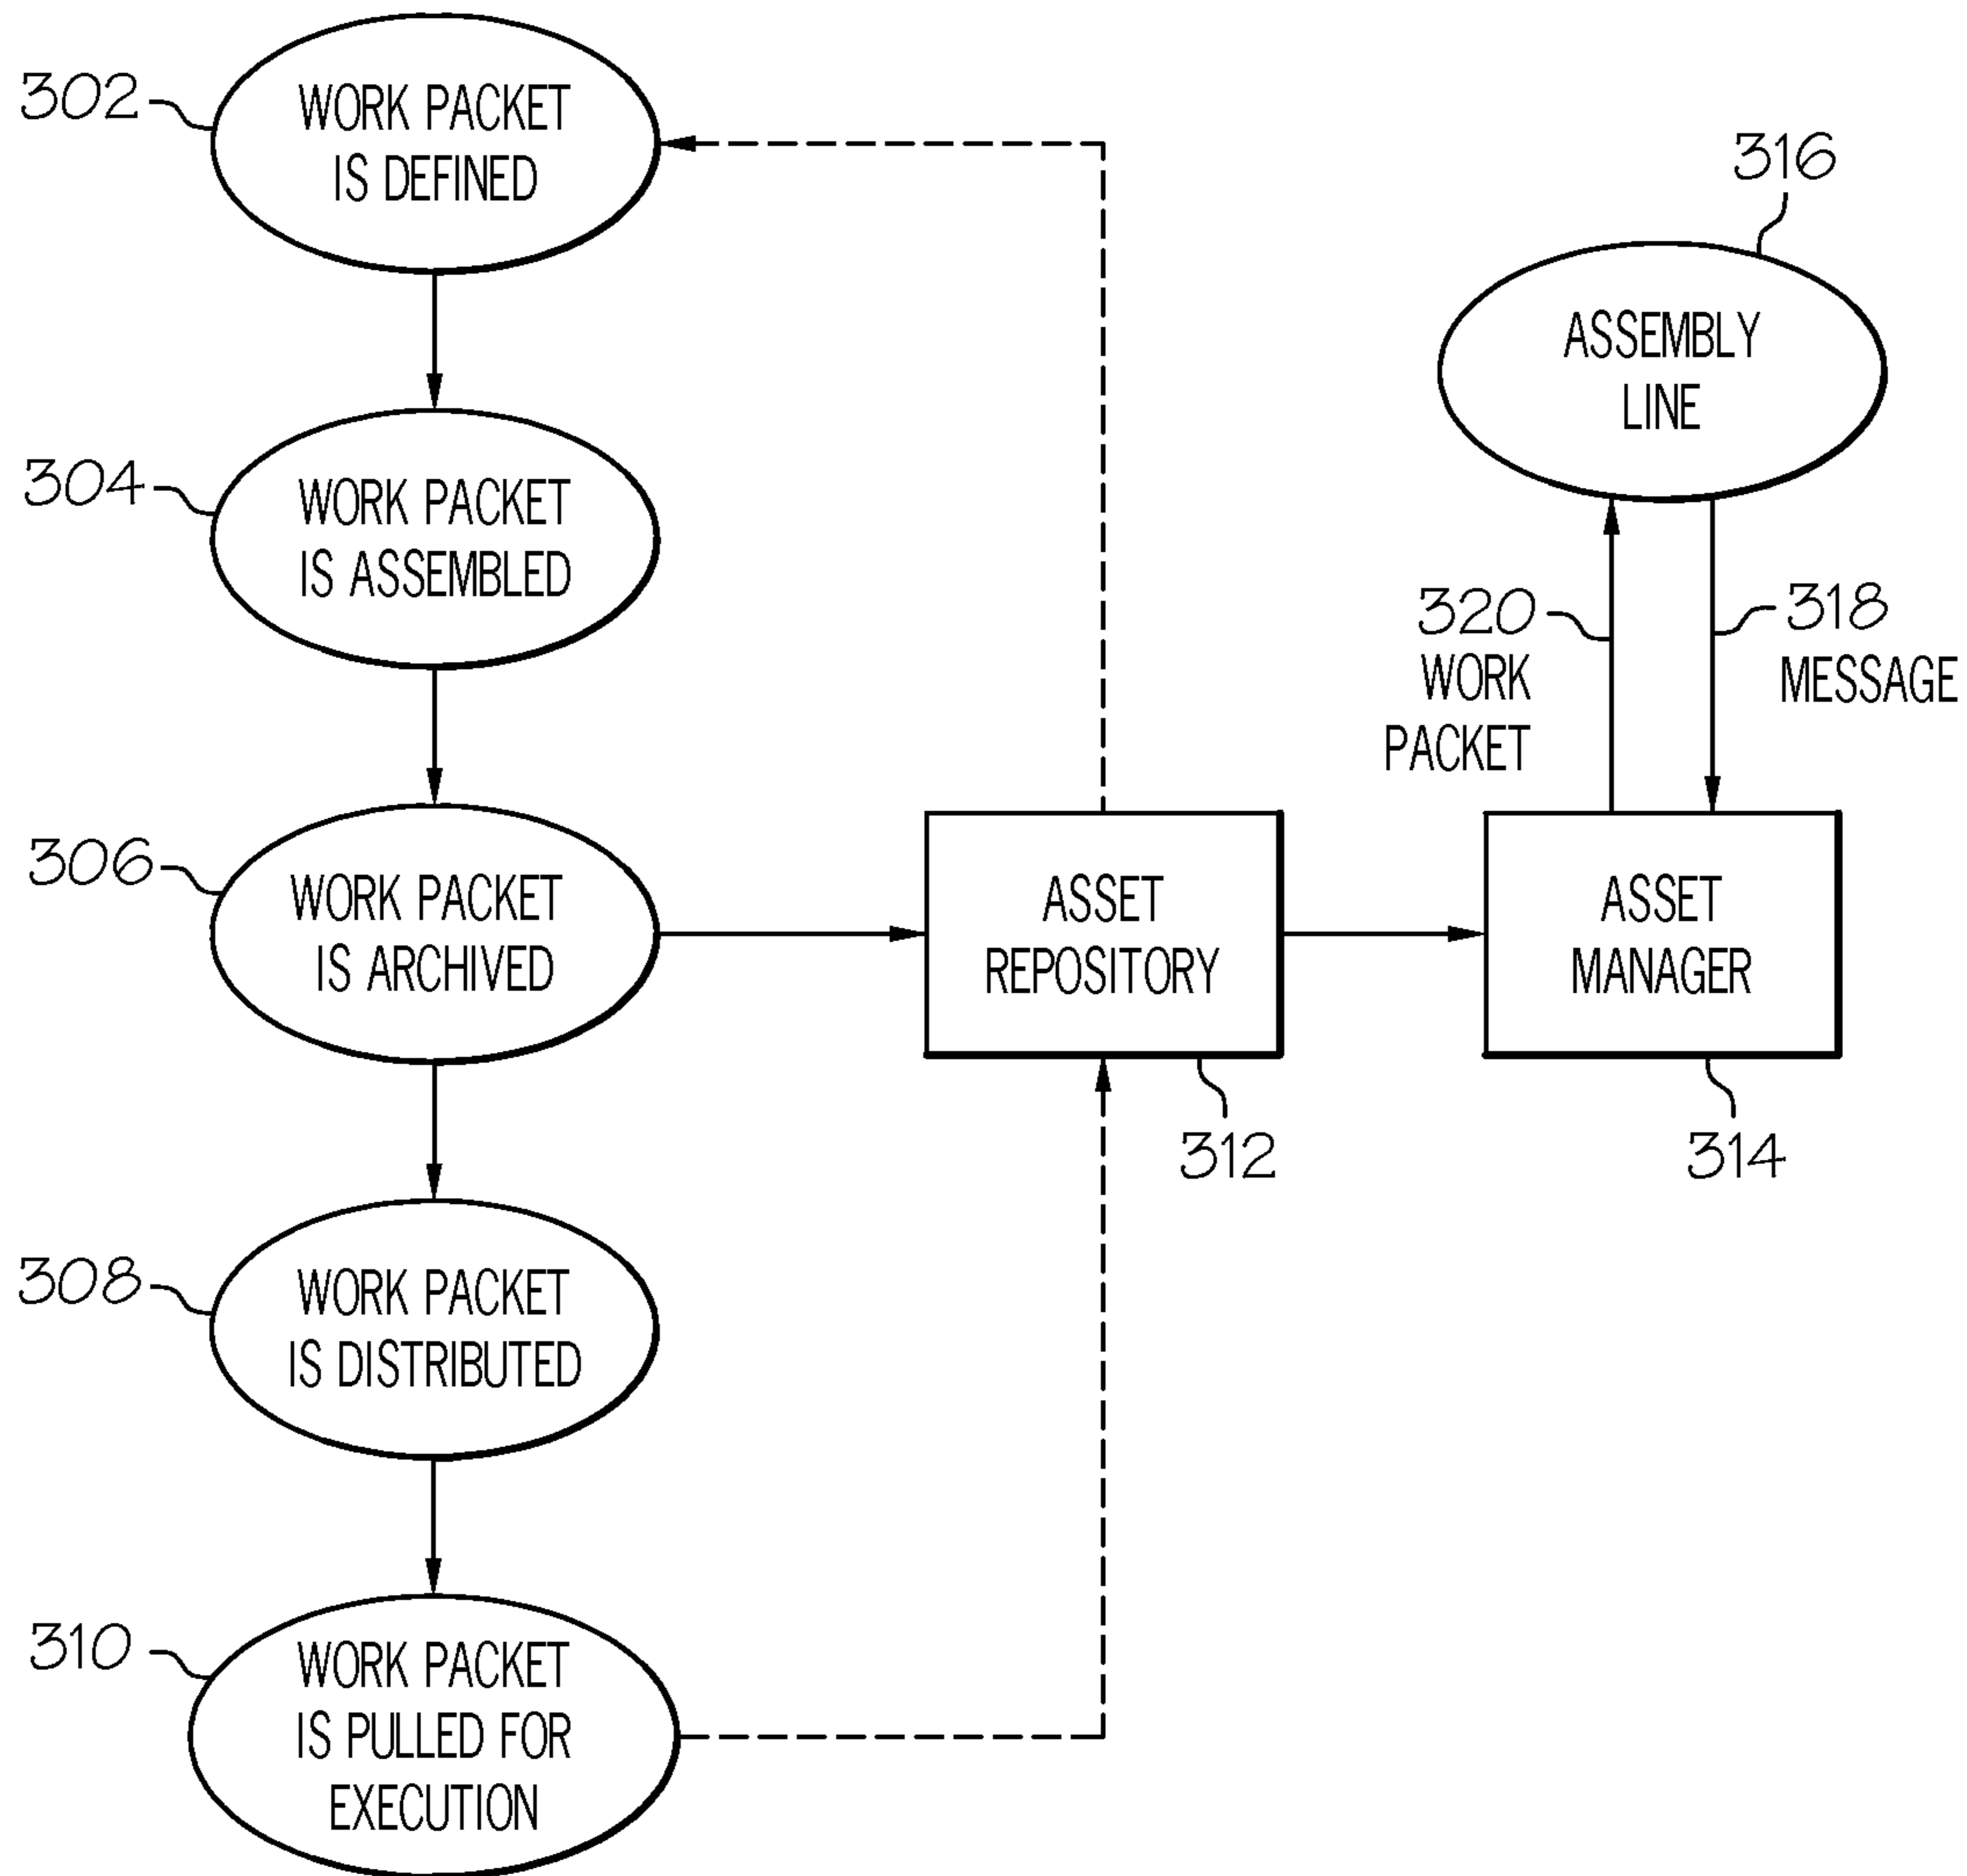 302
WORK PACKET
IS DEFINED
316
ASSEMBLY
LINE
304
WORK PACKET
IS ASSEMBLED
320
WORK
PACKET
318
MESSAGE
306
WORK PACKET
IS ARCHIVED
ASSET
REPOSITORY
312
ASSET
MANAGER
314
308
WORK PACKET
IS DISTRIBUTED
310
WORK PACKET
IS PULLED FOR
EXECUTION